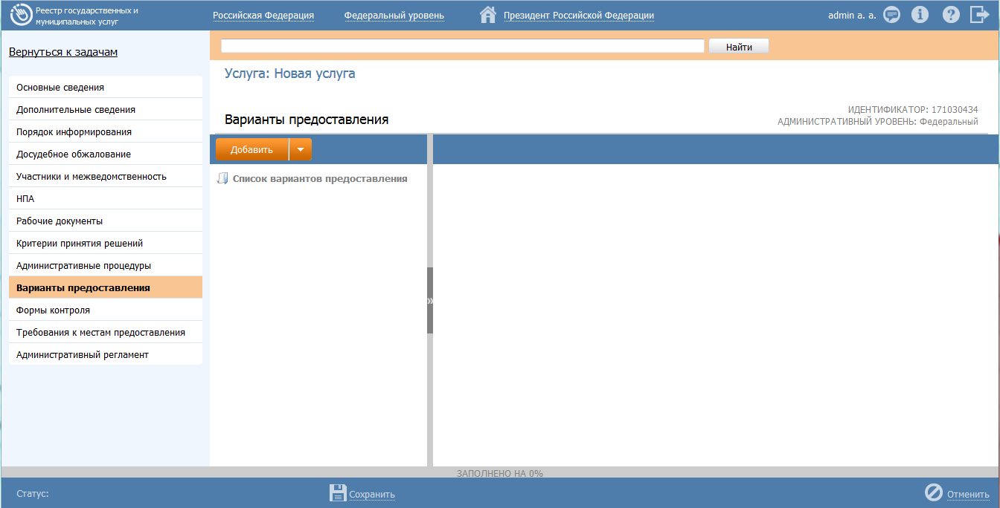 Реестр государственных и
муниципальных услуг
Российская Федерация
Федеральный уровень
Президент Российской Федерации
admin a. a.
Вернуться к задачам
Найти
Услуга: Новая услуга
Варианты предоставления
ИДЕНТИФИКАТОР: 171030434
АДМИНИСТРАТИВНЫЙ УРОВЕНЬ: Федеральный
Основные сведения
Дополнительные сведения
Порядок информирования
Досудебное обжалование
Участники и межведомственность
НПА
Рабочие документы
Критерии принятия решений
Административные процедуры
Варианты предоставления
Формы контроля
Требования к местам предоставления
Административный регламент
Добавить
Список вариантов предоставления
»
ЗАПОЛНЕНО НА 0%
Статус:
Сохранить
Отменить